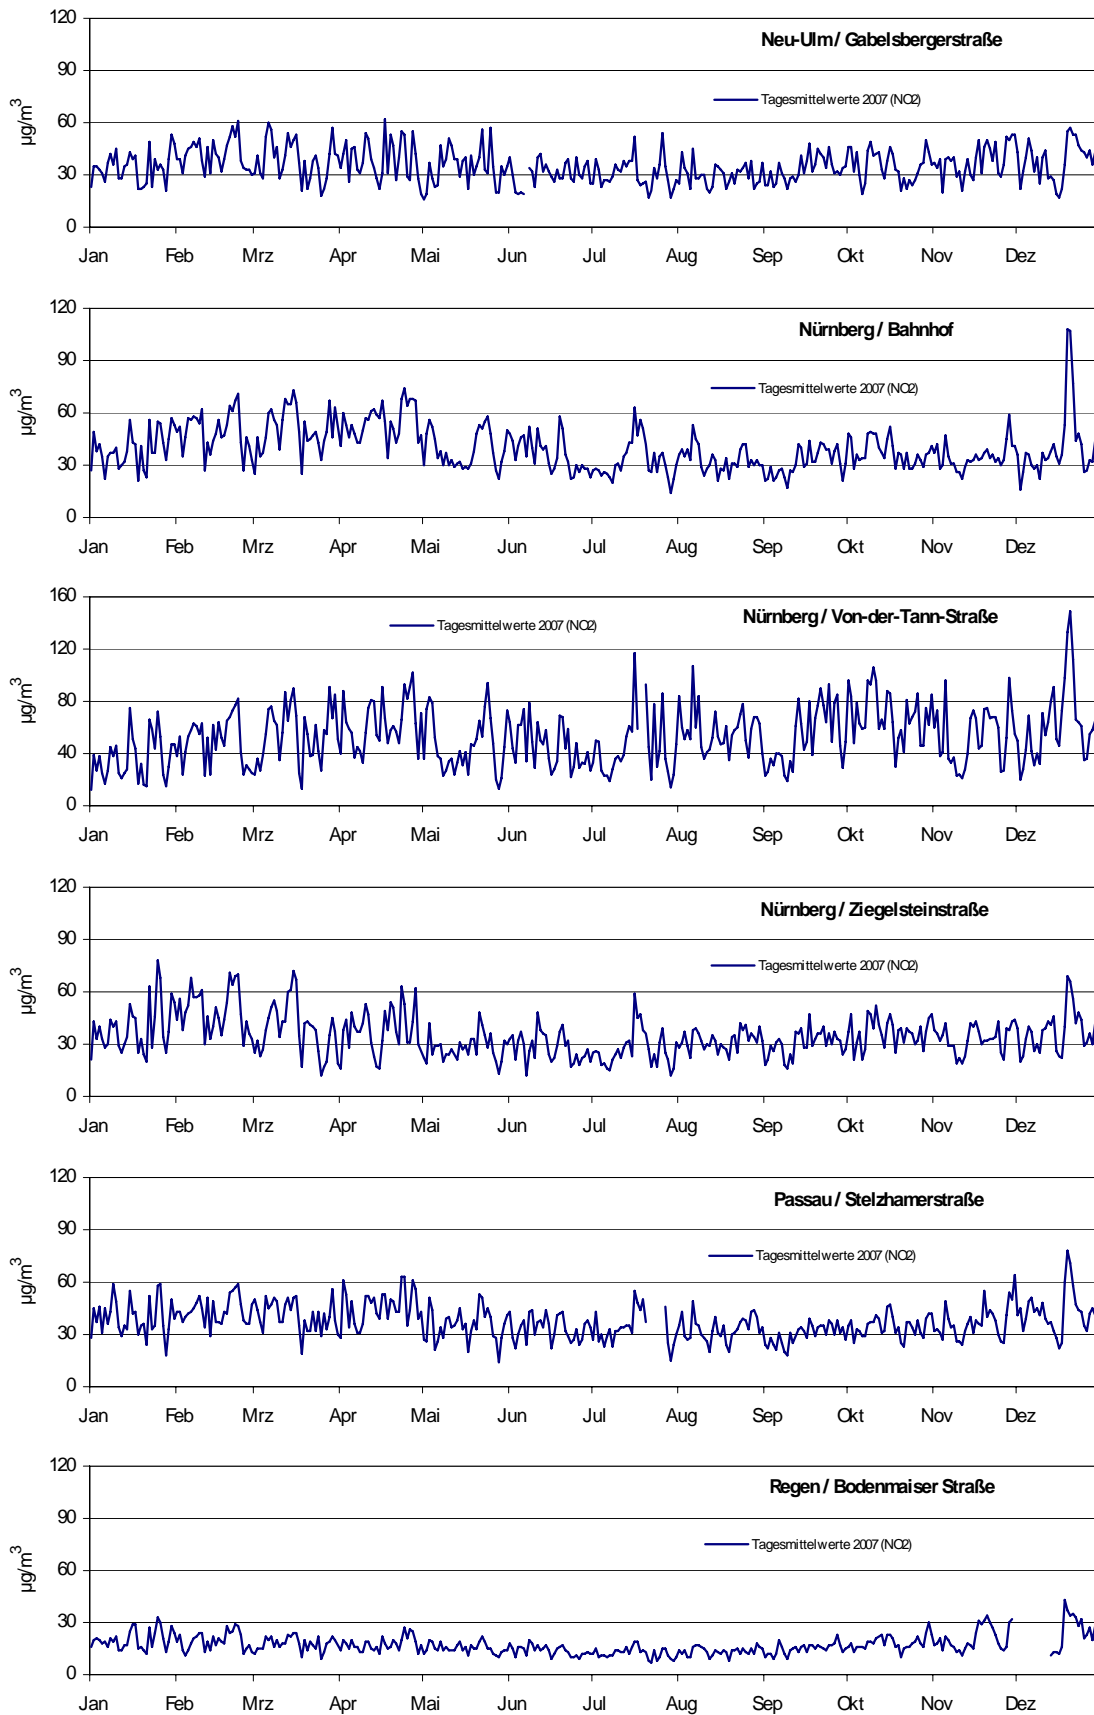 Neu-Ulm / Gabelsbergerstraße
Tagesmittelwerte 2007 (NO2)
µg/m³
120
90
60
30
0
Jan Feb Mrz Apr Mai Jun Jul Aug Sep Okt Nov Dez
Nürnberg / Bahnhof
Tagesmittelwerte 2007 (NO2)
µg/m³
120
90
60
30
0
Jan Feb Mrz Apr Mai Jun Jul Aug Sep Okt Nov Dez
Nürnberg / Von-der-Tann-Straße
Tagesmittelwerte 2007 (NO2)
µg/m³
160
120
80
40
0
Jan Feb Mrz Apr Mai Jun Jul Aug Sep Okt Nov Dez
Nürnberg / Ziegelsteinstraße
Tagesmittelwerte 2007 (NO2)
µg/m³
120
90
60
30
0
Jan Feb Mrz Apr Mai Jun Jul Aug Sep Okt Nov Dez
Passau / Stelzhamerstraße
Tagesmittelwerte 2007 (NO2)
µg/m³
120
90
60
30
0
Jan Feb Mrz Apr Mai Jun Jul Aug Sep Okt Nov Dez
Regen / Bodenmaiser Straße
Tagesmittelwerte 2007 (NO2)
µg/m³
120
90
60
30
0
Jan Feb Mrz Apr Mai Jun Jul Aug Sep Okt Nov Dez